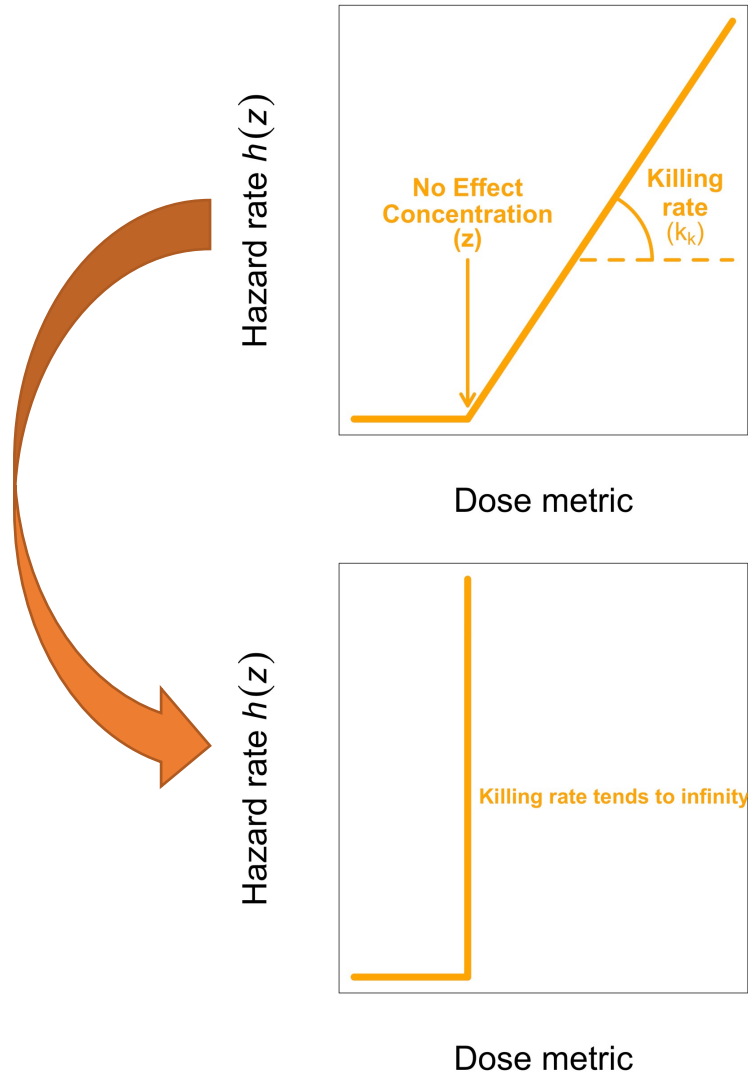 Hazard rate h(z)
No Effect
Concentration
(z)
Killing
rate
(kₖ)
Dose metric
Hazard rate h(z)
Killing rate tends to infinity
Dose metric